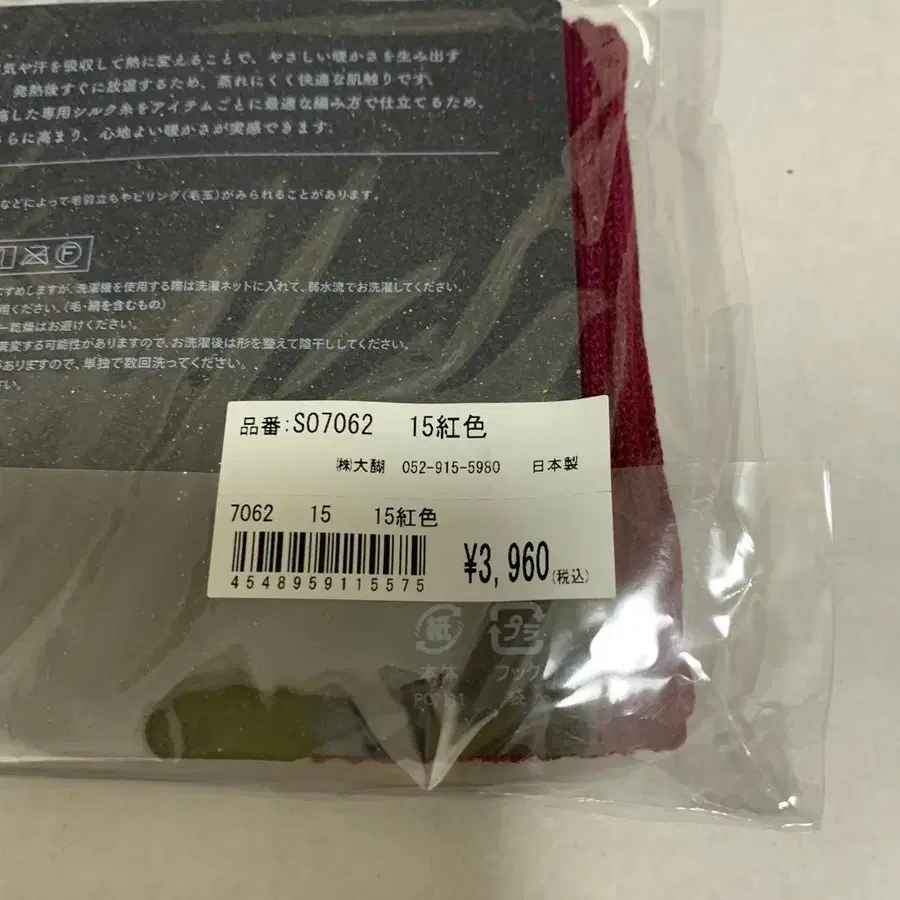 気や汗を吸収して熱に変えることで、やさしい暖かさを生み出す
発熱後すぐに放湿するため、蒸れにくく快適な肌触りです。
した専用シルク糸をアイテムごとに最適な編み方で仕立てるため、
らに高まり、心地よい暖かさが実感できます。
などによって毛羽立ちやピリング(毛玉)がみられることがあります。
F
すめしますが、洗濯機を使用する際は洗濯ネットに入れて、弱水流でお洗濯してください。
用ください。(毛・絹を含むもの)
ー乾燥はお避けください。
黄変する可能性がありますので、お洗濯後は形を整えて陰干ししてください。
がありますので、単独で数回洗ってください。
さい。
品番:SO7062 15紅色
㈱大醐 052-915-5980 日本製
7062 15 15紅色
4548959115575
¥3,960(税込)
紙 プラ
本体 フック
袋